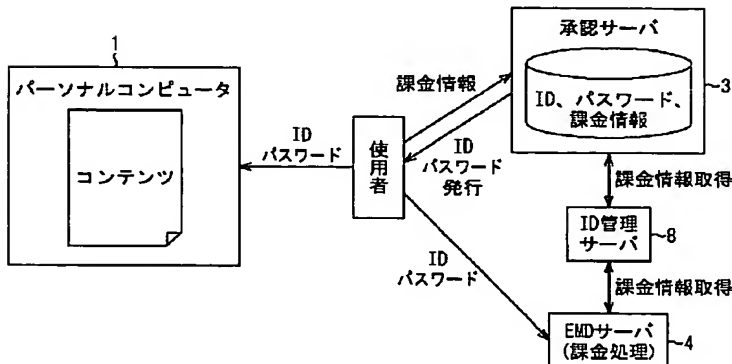 1
パーソナルコンピュータ
コンテンツ
ID
パスワード
使用者
課金情報
ID
パスワード
発行
承認サーバ
ID、パスワード、
課金情報
3
課金情報取得
ID管理
サーバ
8
課金情報取得
ID
パスワード
EMDサーバ
(課金処理)
4